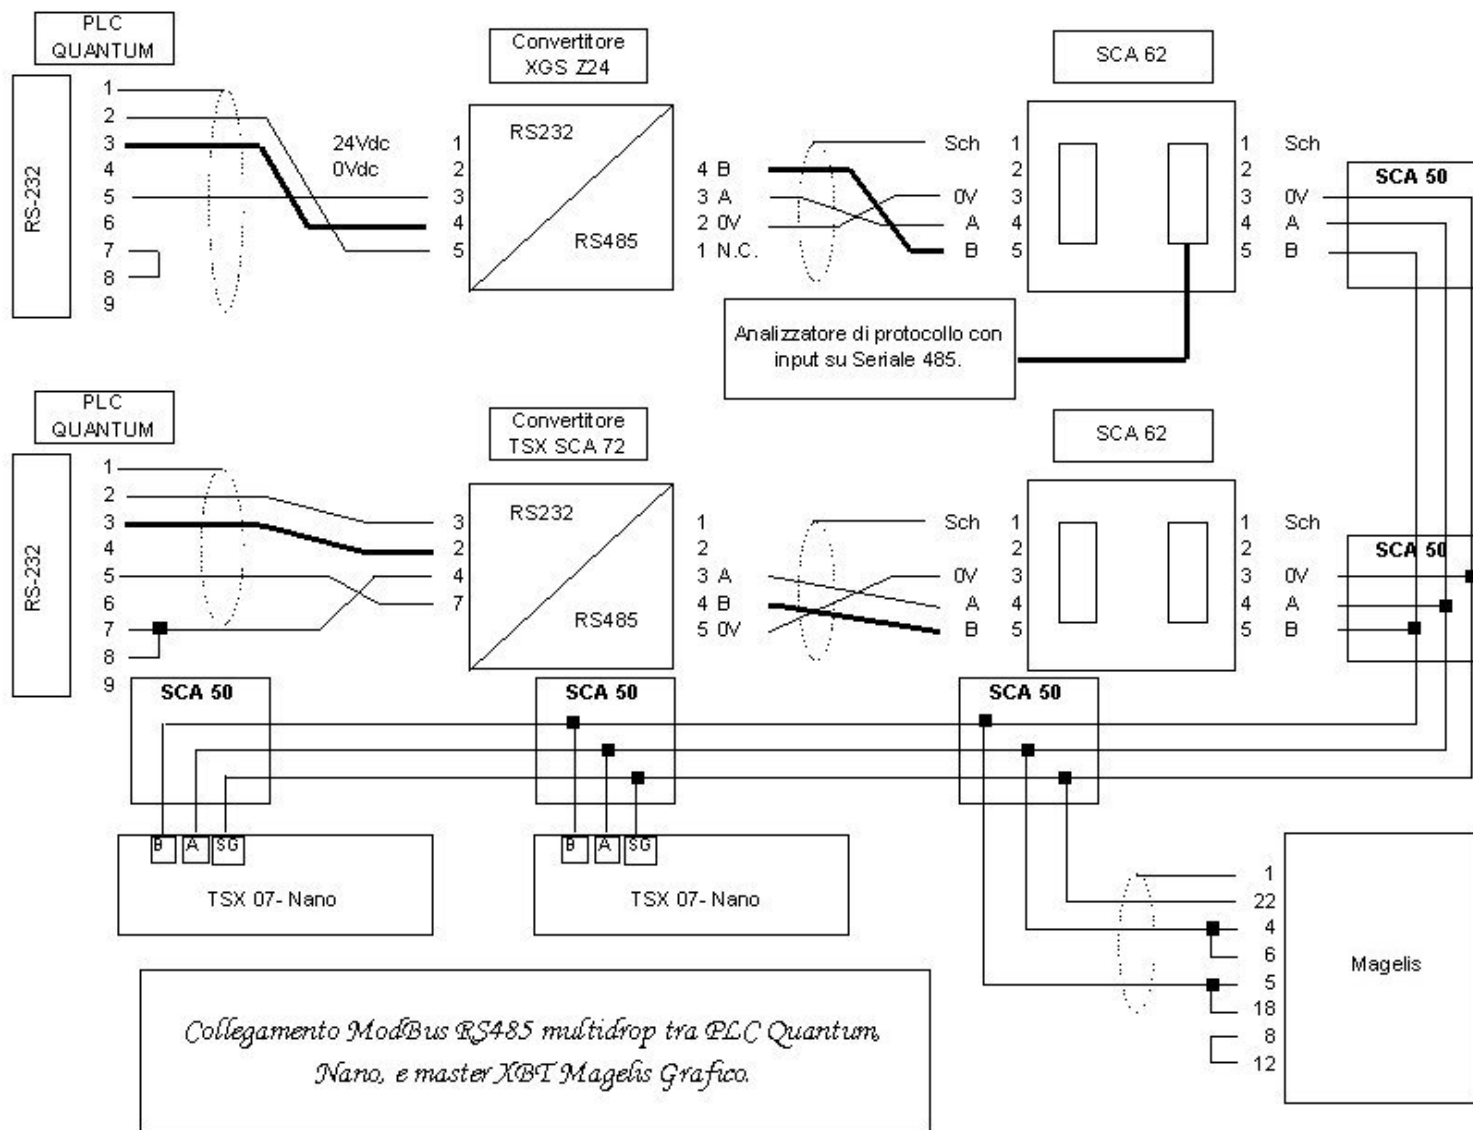 PLC
QUANTUM
Convertitore
XGS Z24
SCA 62
RS-232
1
2
3
4
5
6
7
8
9
24Vdc
0Vdc
1
2
3
4
5
RS232
RS485
4 B
3 A
2 0V
1 N.C.
Sch 1
2
0V 3
A 4
B 5
1 Sch
2
3 0V
4 A
5 B
SCA 50
Analizzatore di protocollo con
input su Seriale 485.
PLC
QUANTUM
Convertitore
TSX SCA 72
SCA 62
RS-232
1
2
3
4
5
6
7
8
9
3
2
4
7
RS232
RS485
1
2
3 A
4 B
5 0V
Sch 1
2
0V 3
A 4
B 5
1 Sch
2
3 0V
4 A
5 B
SCA 50
SCA 50
SCA 50
SCA 50
B A SG
TSX 07- Nano
B A SG
TSX 07- Nano
1
22
4
6
5
18
8
12
Magelis
Collegamento ModBus RS485 multidrop tra PLC Quantum,
Nano, e master XBT Magelis Grafico.